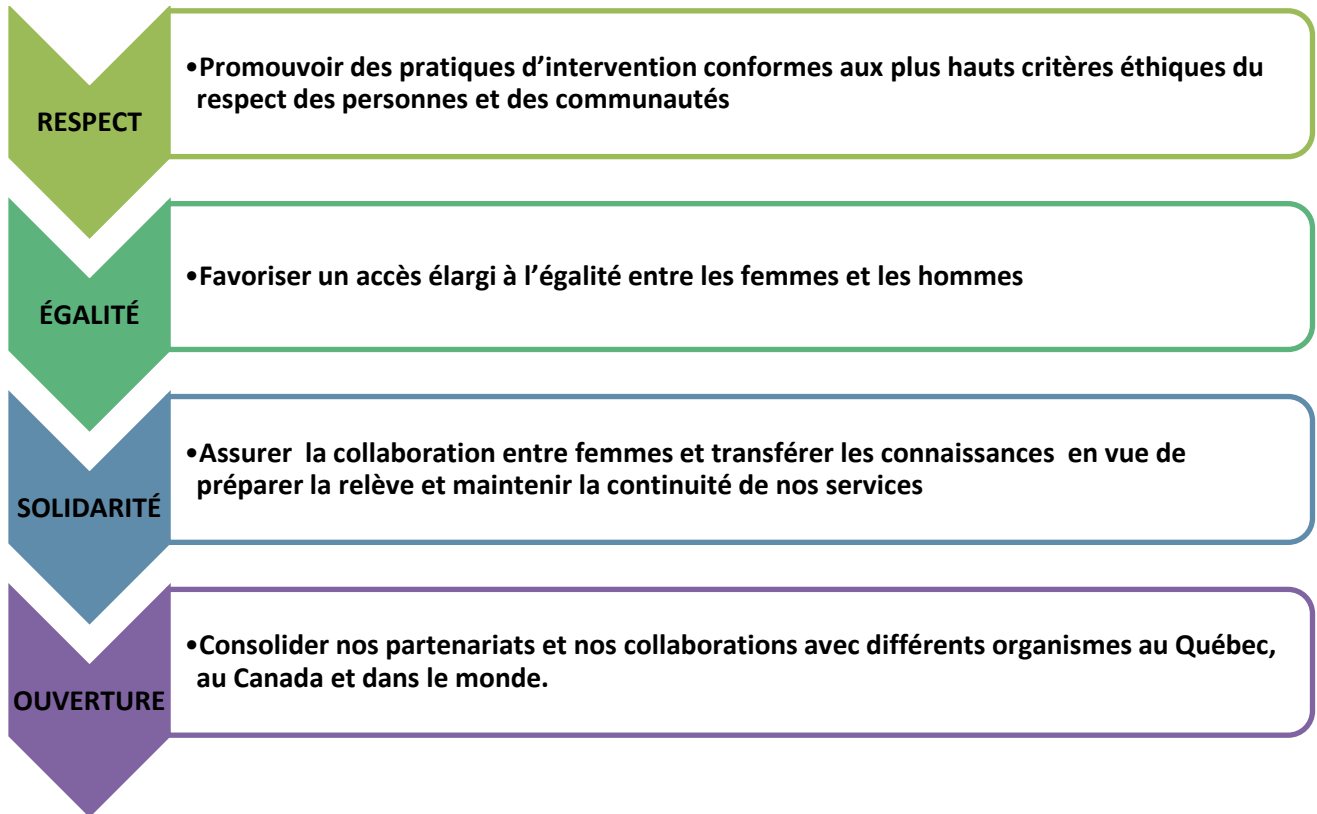 RESPECT
•Promouvoir des pratiques d’intervention conformes aux plus hauts critères éthiques du
respect des personnes et des communautés
ÉGALITÉ
•Favoriser un accès élargi à l’égalité entre les femmes et les hommes
SOLIDARITÉ
•Assurer  la collaboration entre femmes et transférer les connaissances  en vue de
préparer la relève et maintenir la continuité de nos services
OUVERTURE
•Consolider nos partenariats et nos collaborations avec différents organismes au Québec,
au Canada et dans le monde.